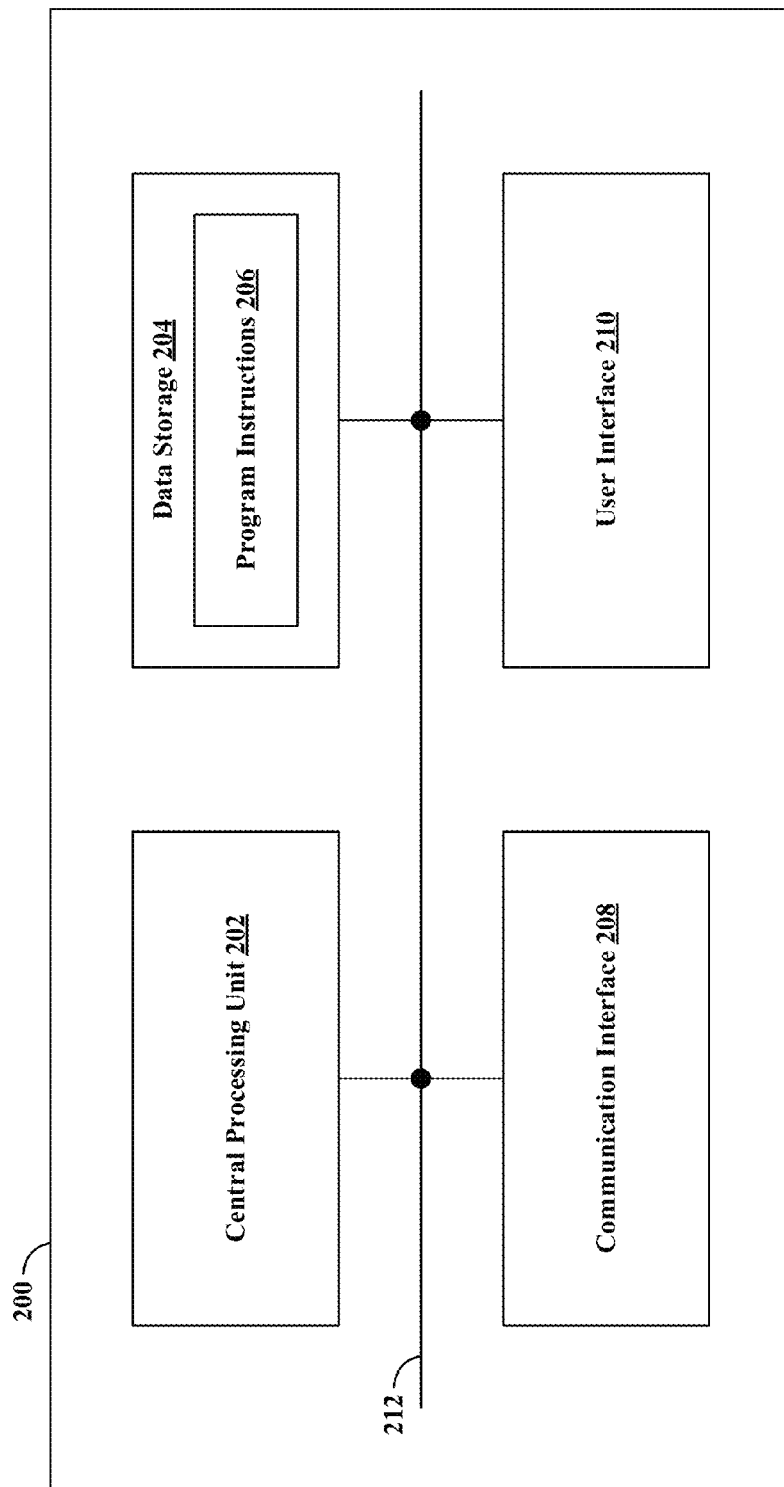 200
Central Processing Unit 202
Data Storage 204
Program Instructions 206
212
Communication Interface 208
User Interface 210